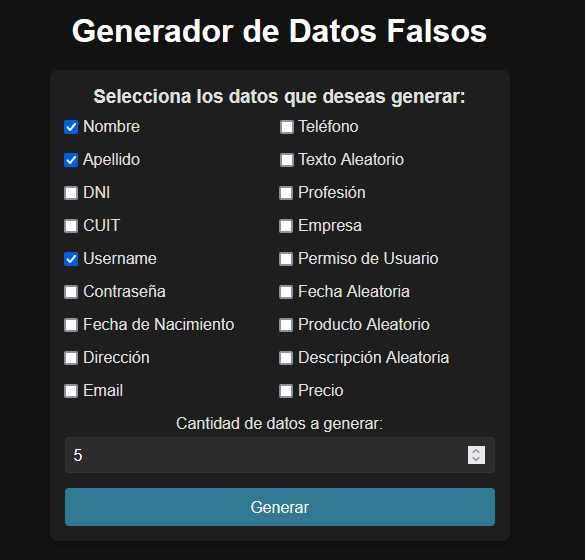 Generador de Datos Falsos
Selecciona los datos que deseas generar:
Nombre
Teléfono
Apellido
Texto Aleatorio
DNI
Profesión
CUIT
Empresa
Username
Permiso de Usuario
Contraseña
Fecha Aleatoria
Fecha de Nacimiento
Producto Aleatorio
Dirección
Descripción Aleatoria
Email
Precio
Cantidad de datos a generar:
5
Generar